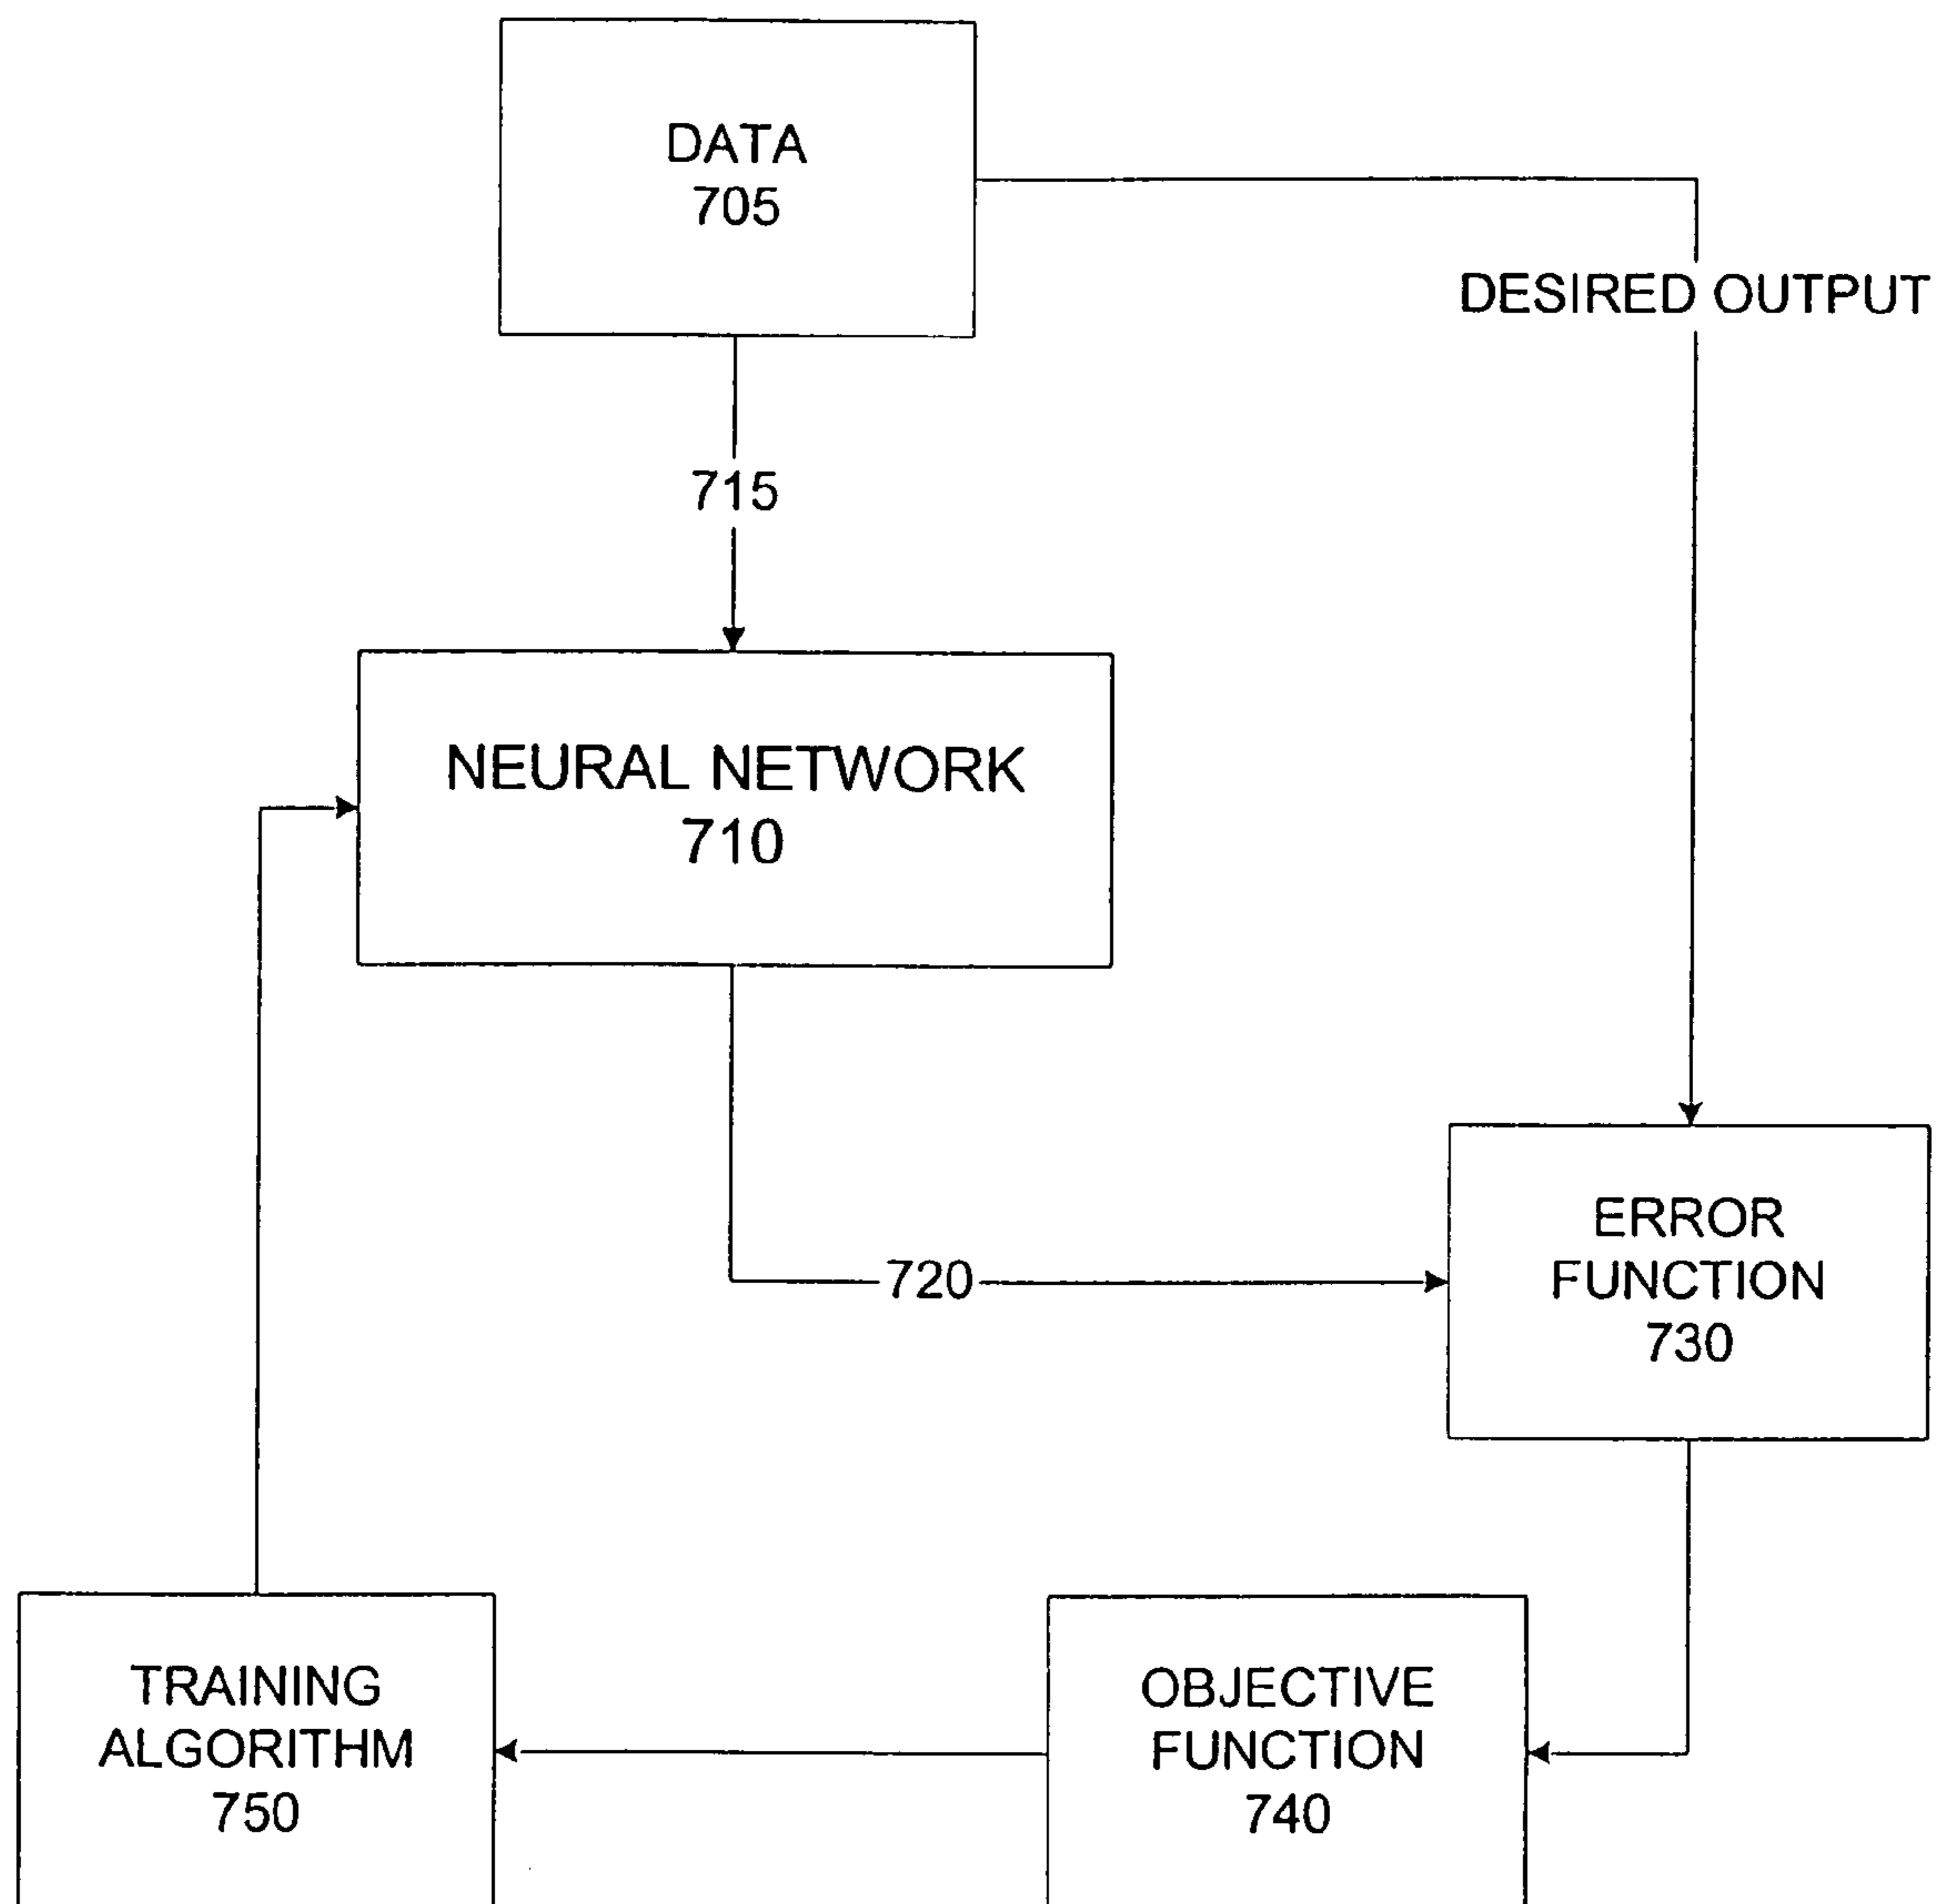 DATA
705
DESIRED OUTPUT
715
NEURAL NETWORK
710
720
ERROR
FUNCTION
730
TRAINING
ALGORITHM
750
OBJECTIVE
FUNCTION
740